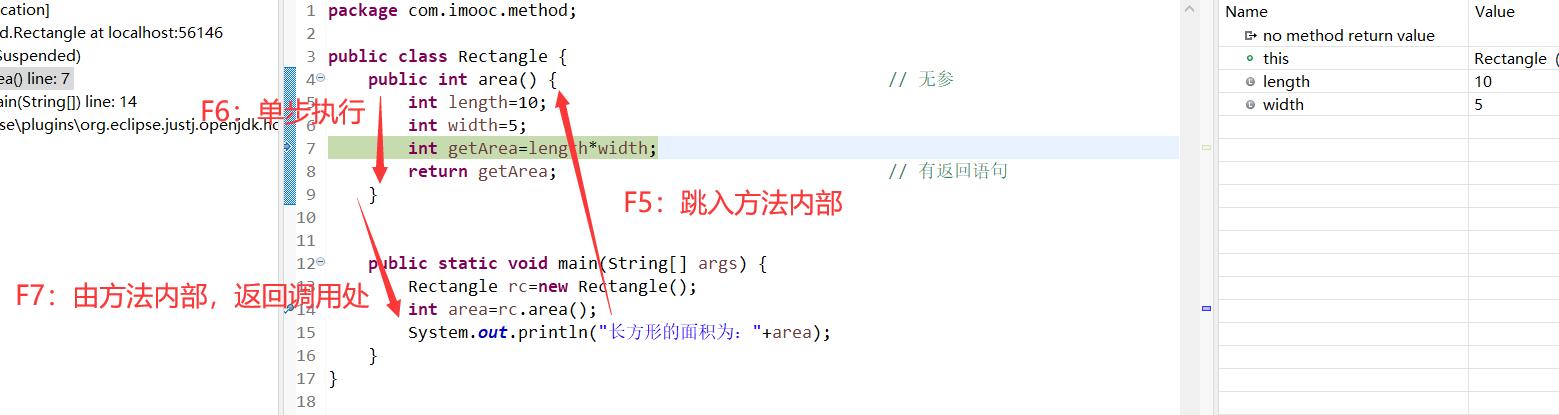 cation]
d.Rectangle at localhost:56146
Suspended)
ea() line: 7
ain(String[]) line: 14
se\plugins\org.eclipse.justj.openjdk.ho
1 package com.imooc.method;
2
3 public class Rectangle {
4 public int area() { // 无参
5 int length=10;
6 int width=5;
7 int getArea=length*width;
8 return getArea; // 有返回语句
9 }
10
11
12 public static void main(String[] args) {
13 Rectangle rc=new Rectangle();
14 int area=rc.area();
15 System.out.println("长方形的面积为："+area);
16 }
17 }
18
F6：单步执行
F5：跳入方法内部
F7：由方法内部，返回调用处
Name Value
no method return value
this Rectangle (
length 10
width 5